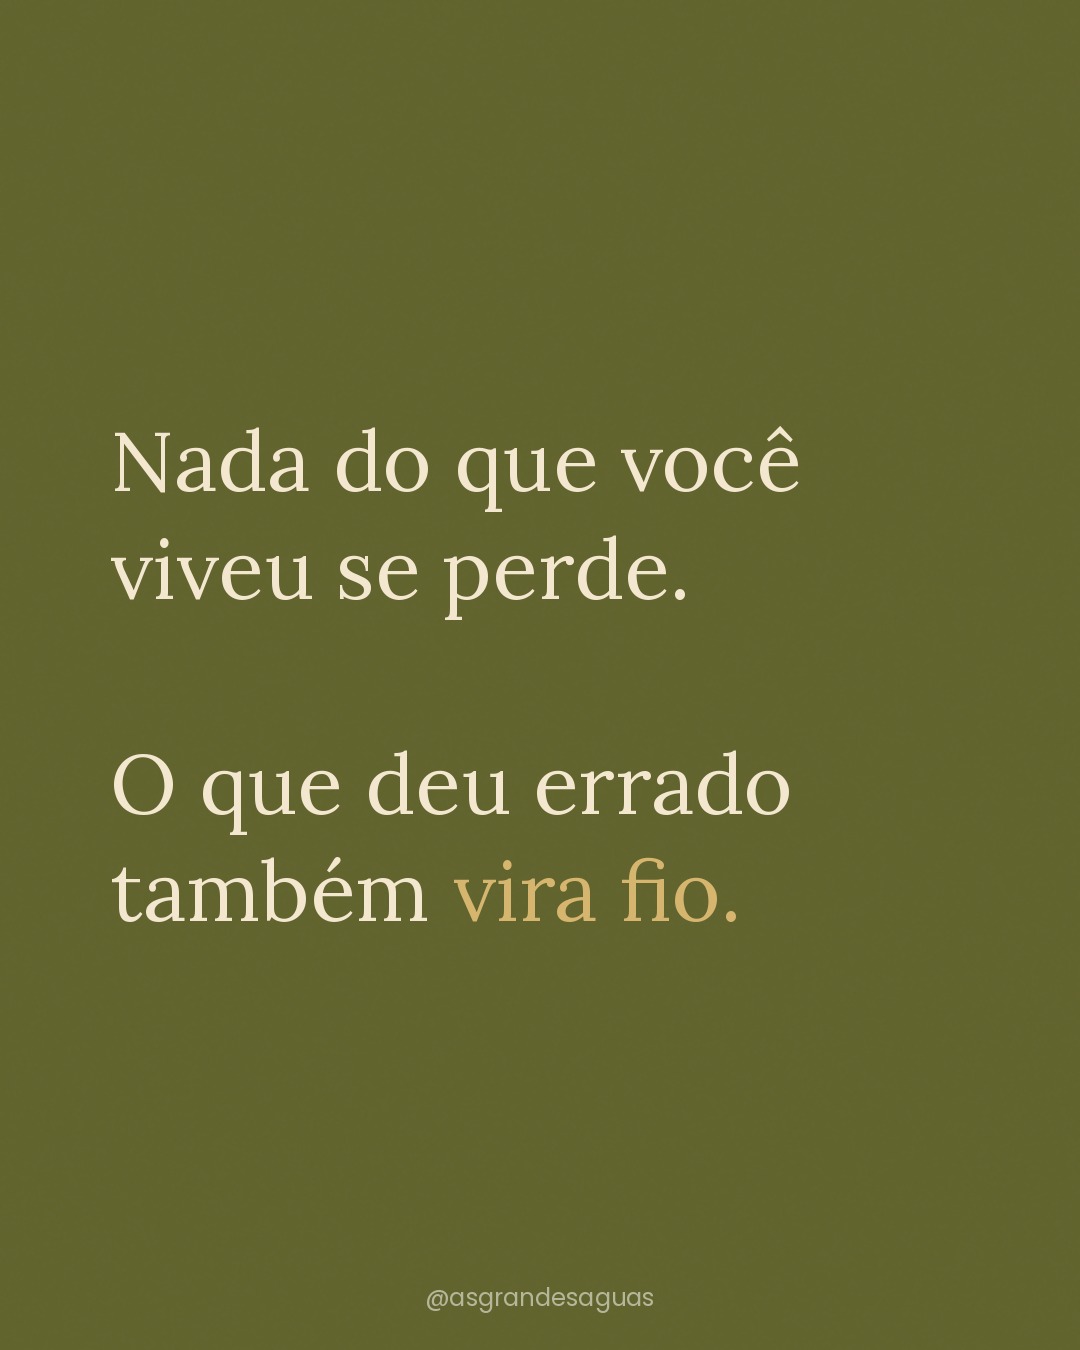 Nada do que você
viveu se perde.
O que deu errado
também vira fio.
@asgrandesaguas